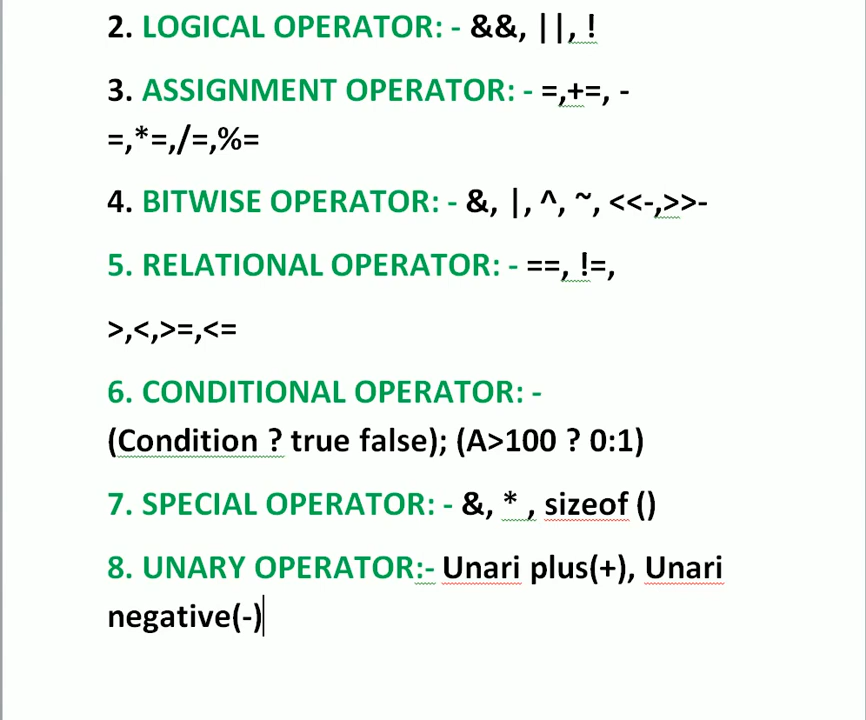 2. LOGICAL OPERATOR: - &&, ||, !
3. ASSIGNMENT OPERATOR: - =,+=, -
=,*=,/=,%=
4. BITWISE OPERATOR: - &, |, ^, ~, <<-,>>-
5. RELATIONAL OPERATOR: - ==, !=,
>,<,>=,<=
6. CONDITIONAL OPERATOR: -
(Condition ? true false); (A>100 ? 0:1)
7. SPECIAL OPERATOR: - &, * , sizeof ()
8. UNARY OPERATOR:- Unari plus(+), Unari
negative(-)